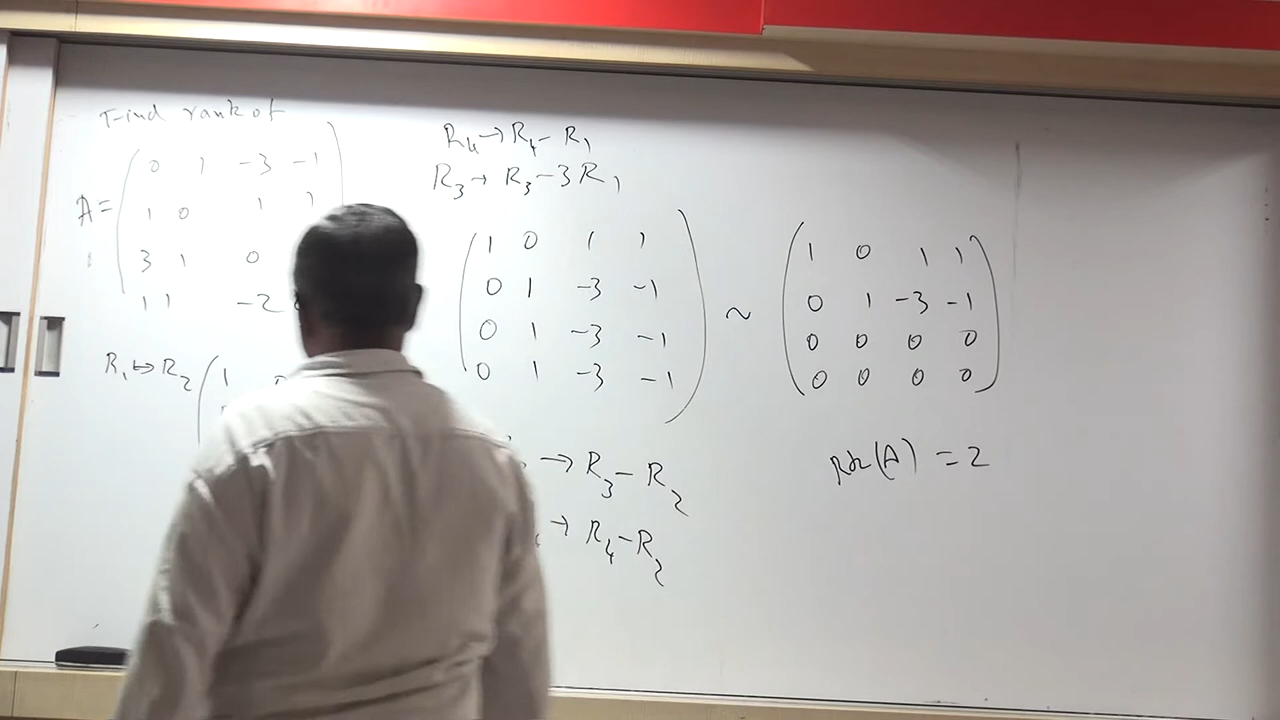 Find rank of
0 1 -3 -1
A = 1 0 1 1
3 1 0
1 1 -2
R₁ ↔ R₂ 1 0
R₄ → R₄ - R₁
R₃ → R₃ - 3R₁
1 0 1 1
0 1 -3 -1
0 1 -3 -1
0 1 -3 -1
→ R₃ - R₂
→ R₄ - R₂
~
1 0 1 1
0 1 -3 -1
0 0 0 0
0 0 0 0
Rk(A) = 2